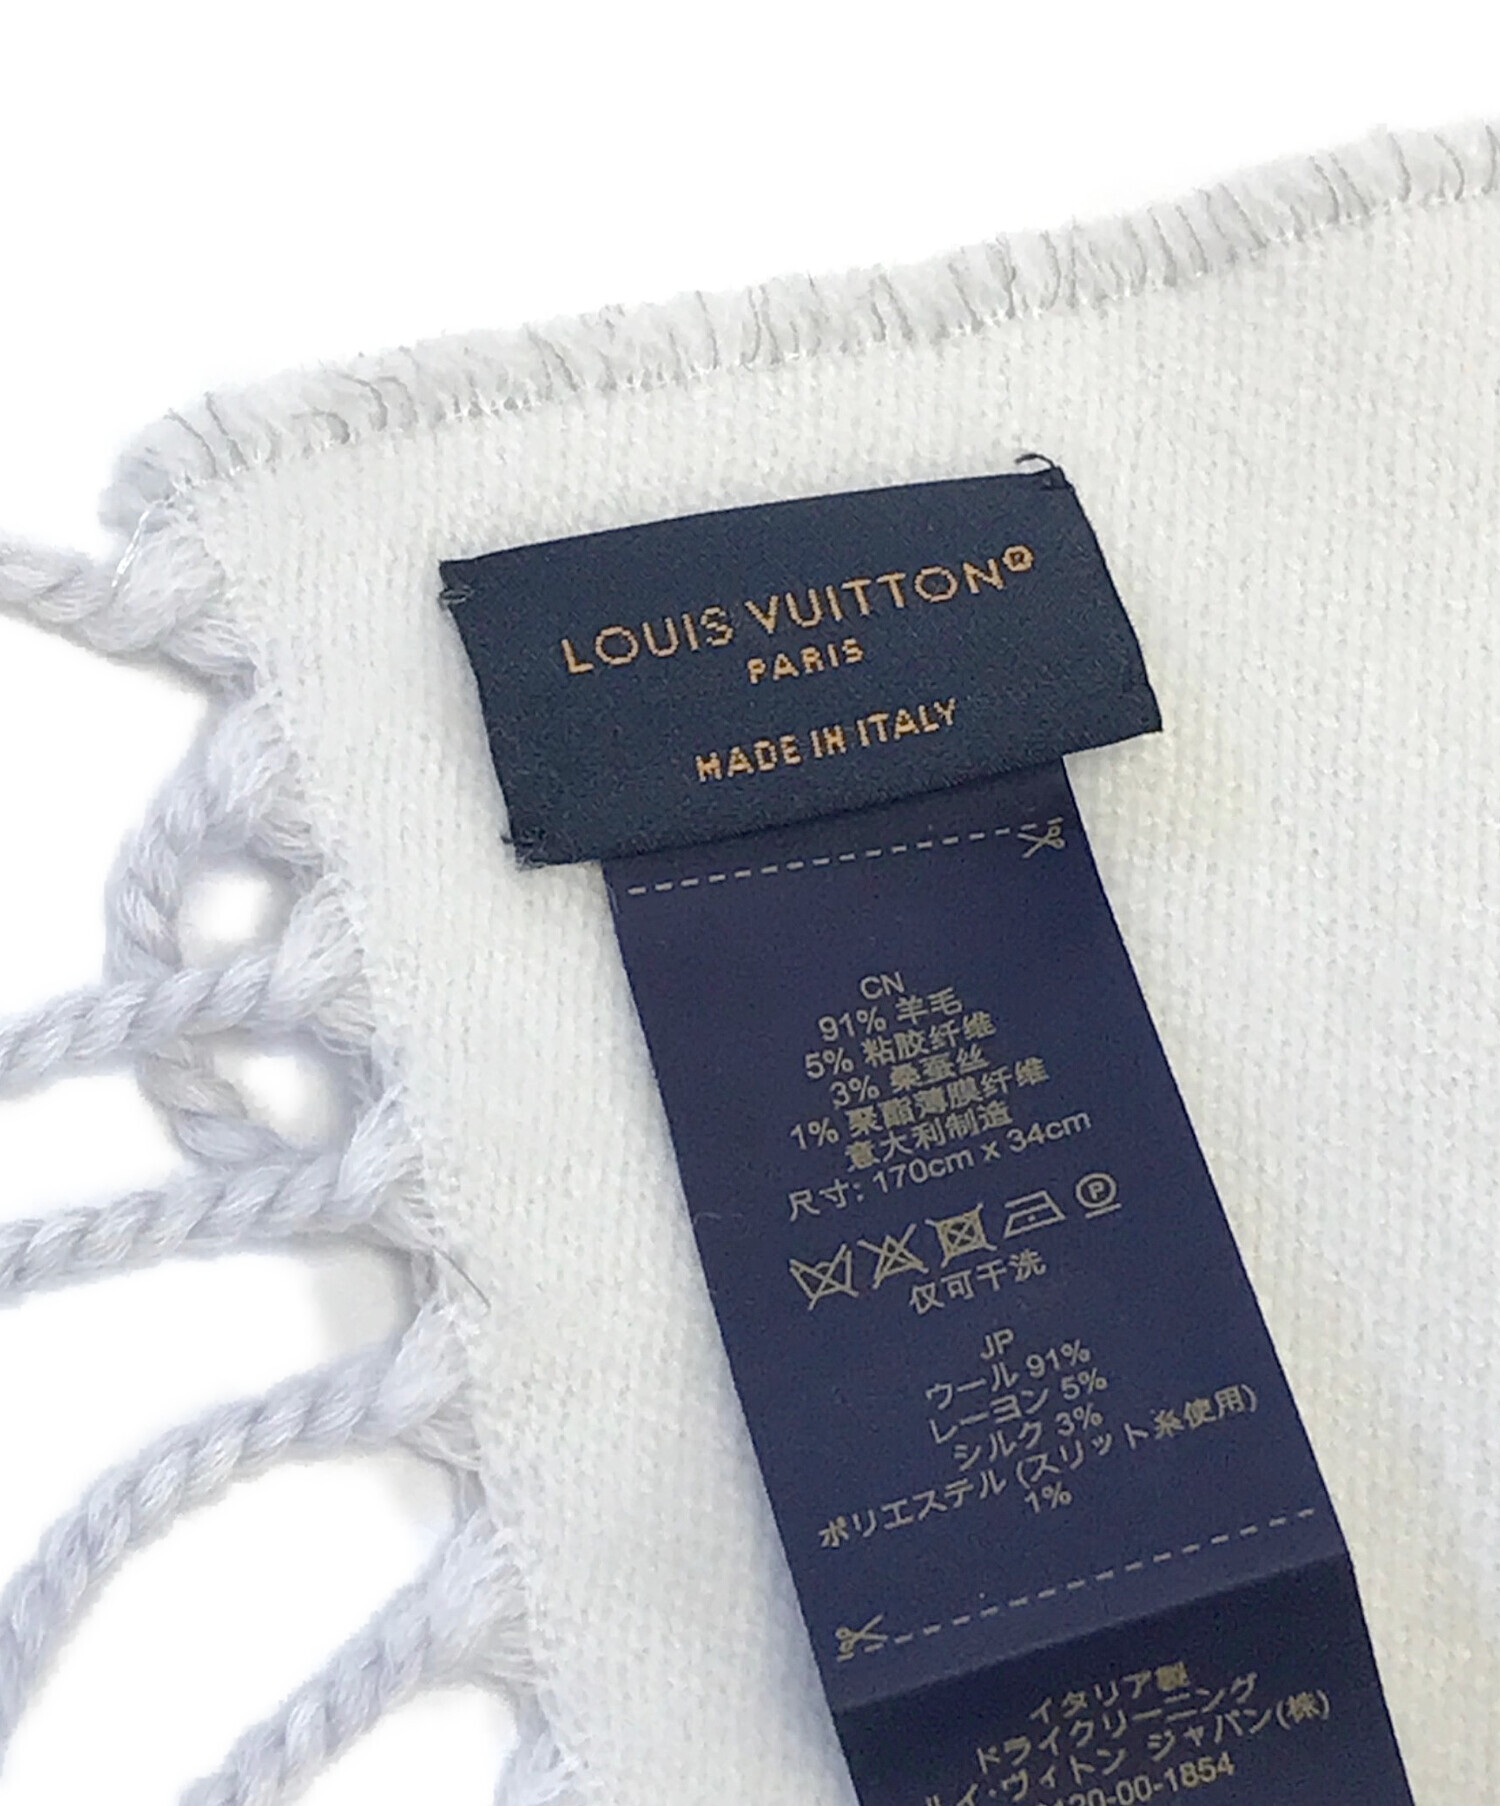 LOUIS VUITTON®
PARIS
MADE IN ITALY
CN
91% 羊毛
5% 粘胶纤维
3% 桑蚕丝
1% 聚酯薄膜纤维
意大利制造
尺寸: 170cm x 34cm
P
仅可干洗
JP
ウール 91%
レーヨン 5%
シルク 3%
ポリエステル (スリット糸使用)
1%
イタリア製
ドライクリーニング
ルイ・ヴィトン ジャパン(株)
120-00-1854